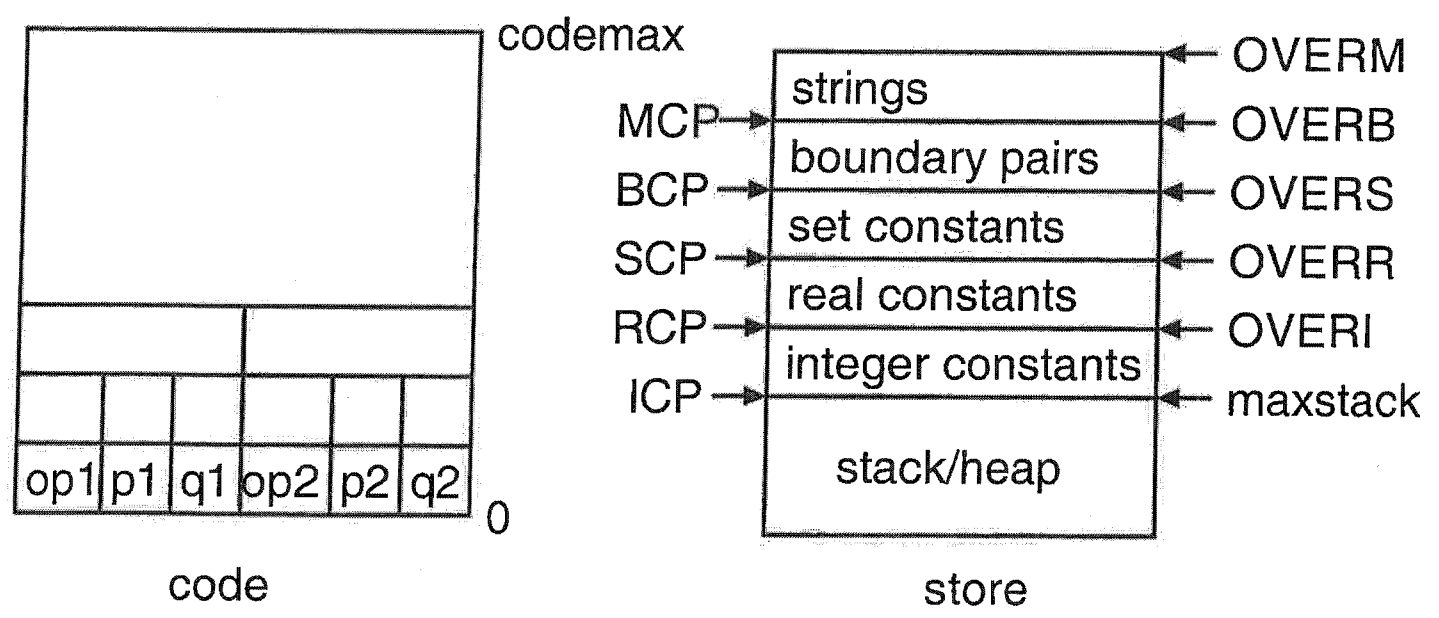 codemax
op1 p1 q1 op2 p2 q2
0
code
OVERM
strings
MCP
OVERB
boundary pairs
BCP
OVERS
set constants
SCP
OVERR
real constants
RCP
OVERI
integer constants
ICP
maxstack
stack/heap
store